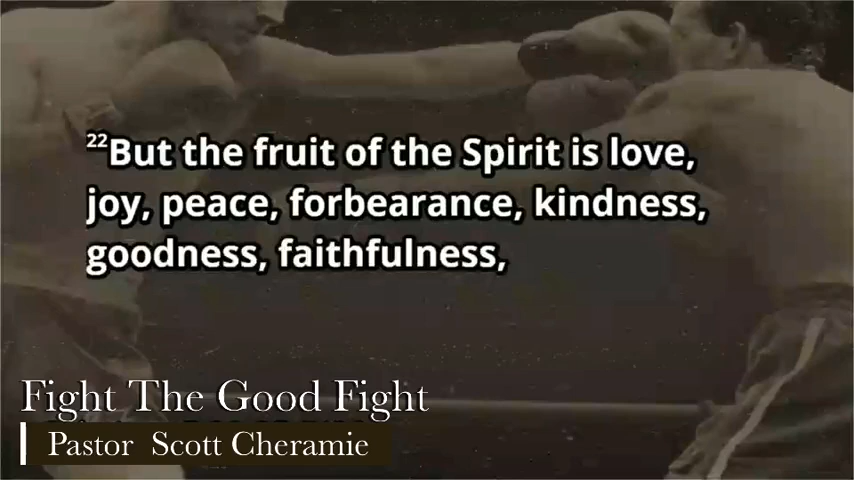 ²²But the fruit of the Spirit is love,
joy, peace, forbearance, kindness,
goodness, faithfulness,
Fight The Good Fight
Pastor Scott Cheramie